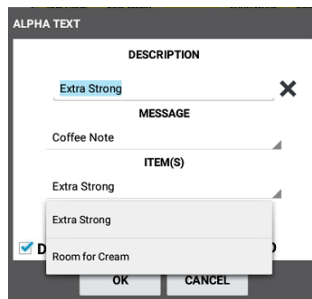 ALPHA TEXT
DESCRIPTION
Extra Strong
MESSAGE
Coffee Note
ITEM(S)
Extra Strong
Extra Strong
D
Room for Cream
OK CANCEL